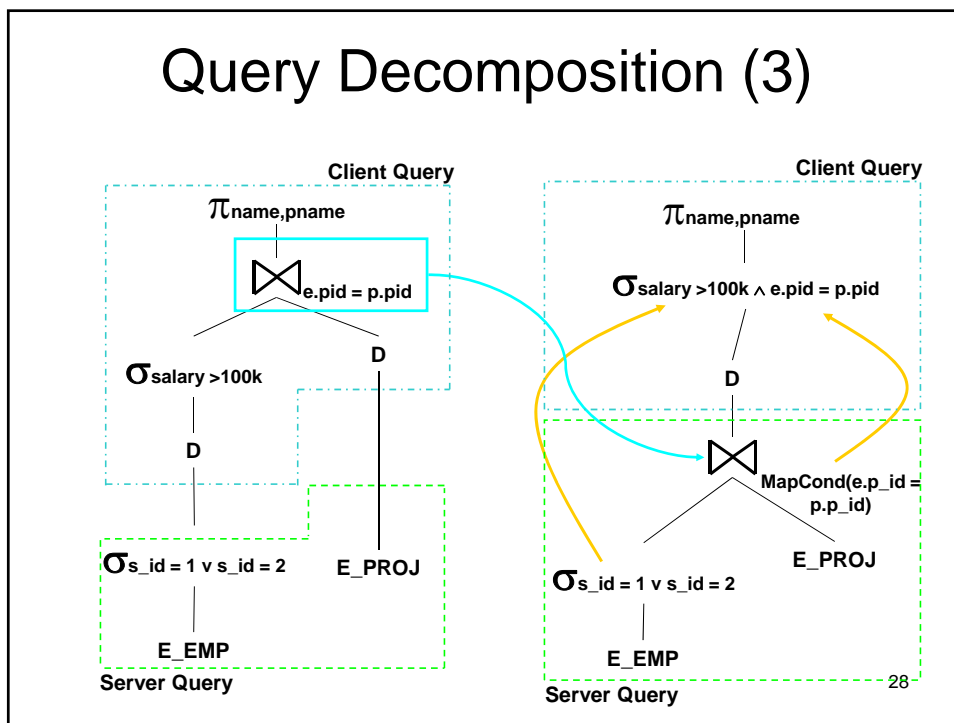 Query Decomposition (3)
Client Query
πname,pname
e.pid = p.pid
D
σsalary >100k
D
σs_id = 1 v s_id = 2
E_PROJ
E_EMP
Server Query
Client Query
πname,pname
σsalary >100k ∧ e.pid = p.pid
D
MapCond(e.p_id =
p.p_id)
E_PROJ
σs_id = 1 v s_id = 2
E_EMP
Server Query
28